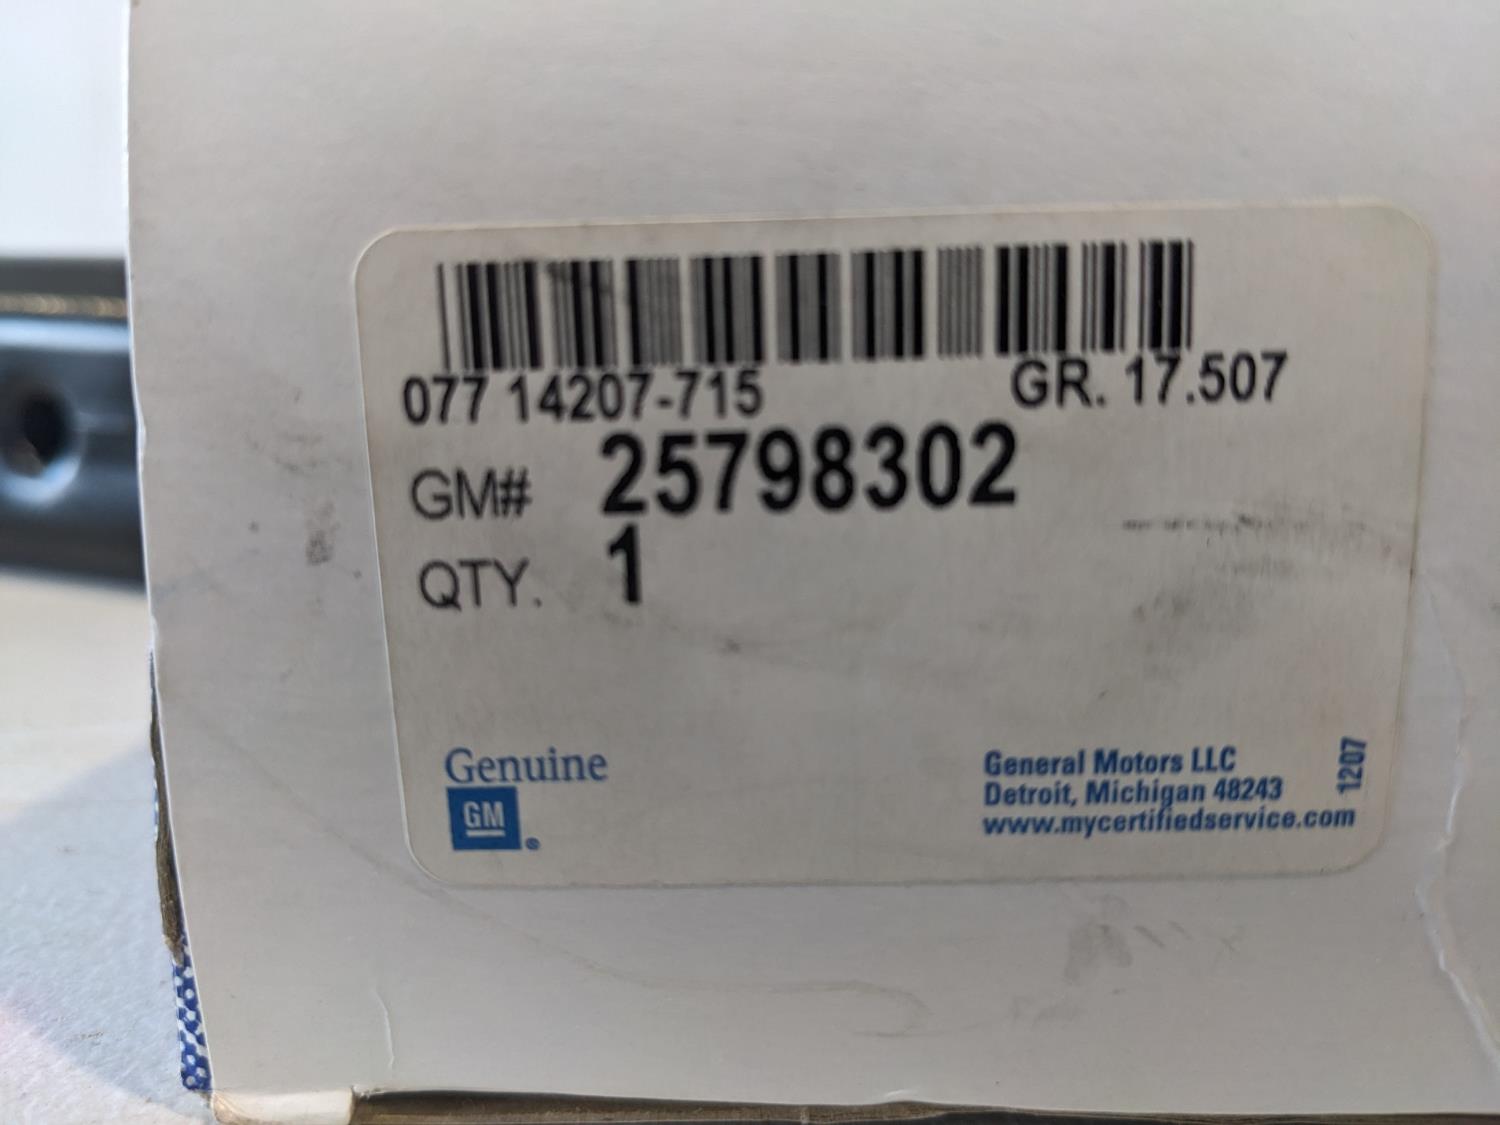 077 14207-715 GR. 17.507
GM# 25798302
QTY. 1
Genuine
GM
®
General Motors LLC
Detroit, Michigan 48243
www.mycertifiedservice.com
1207